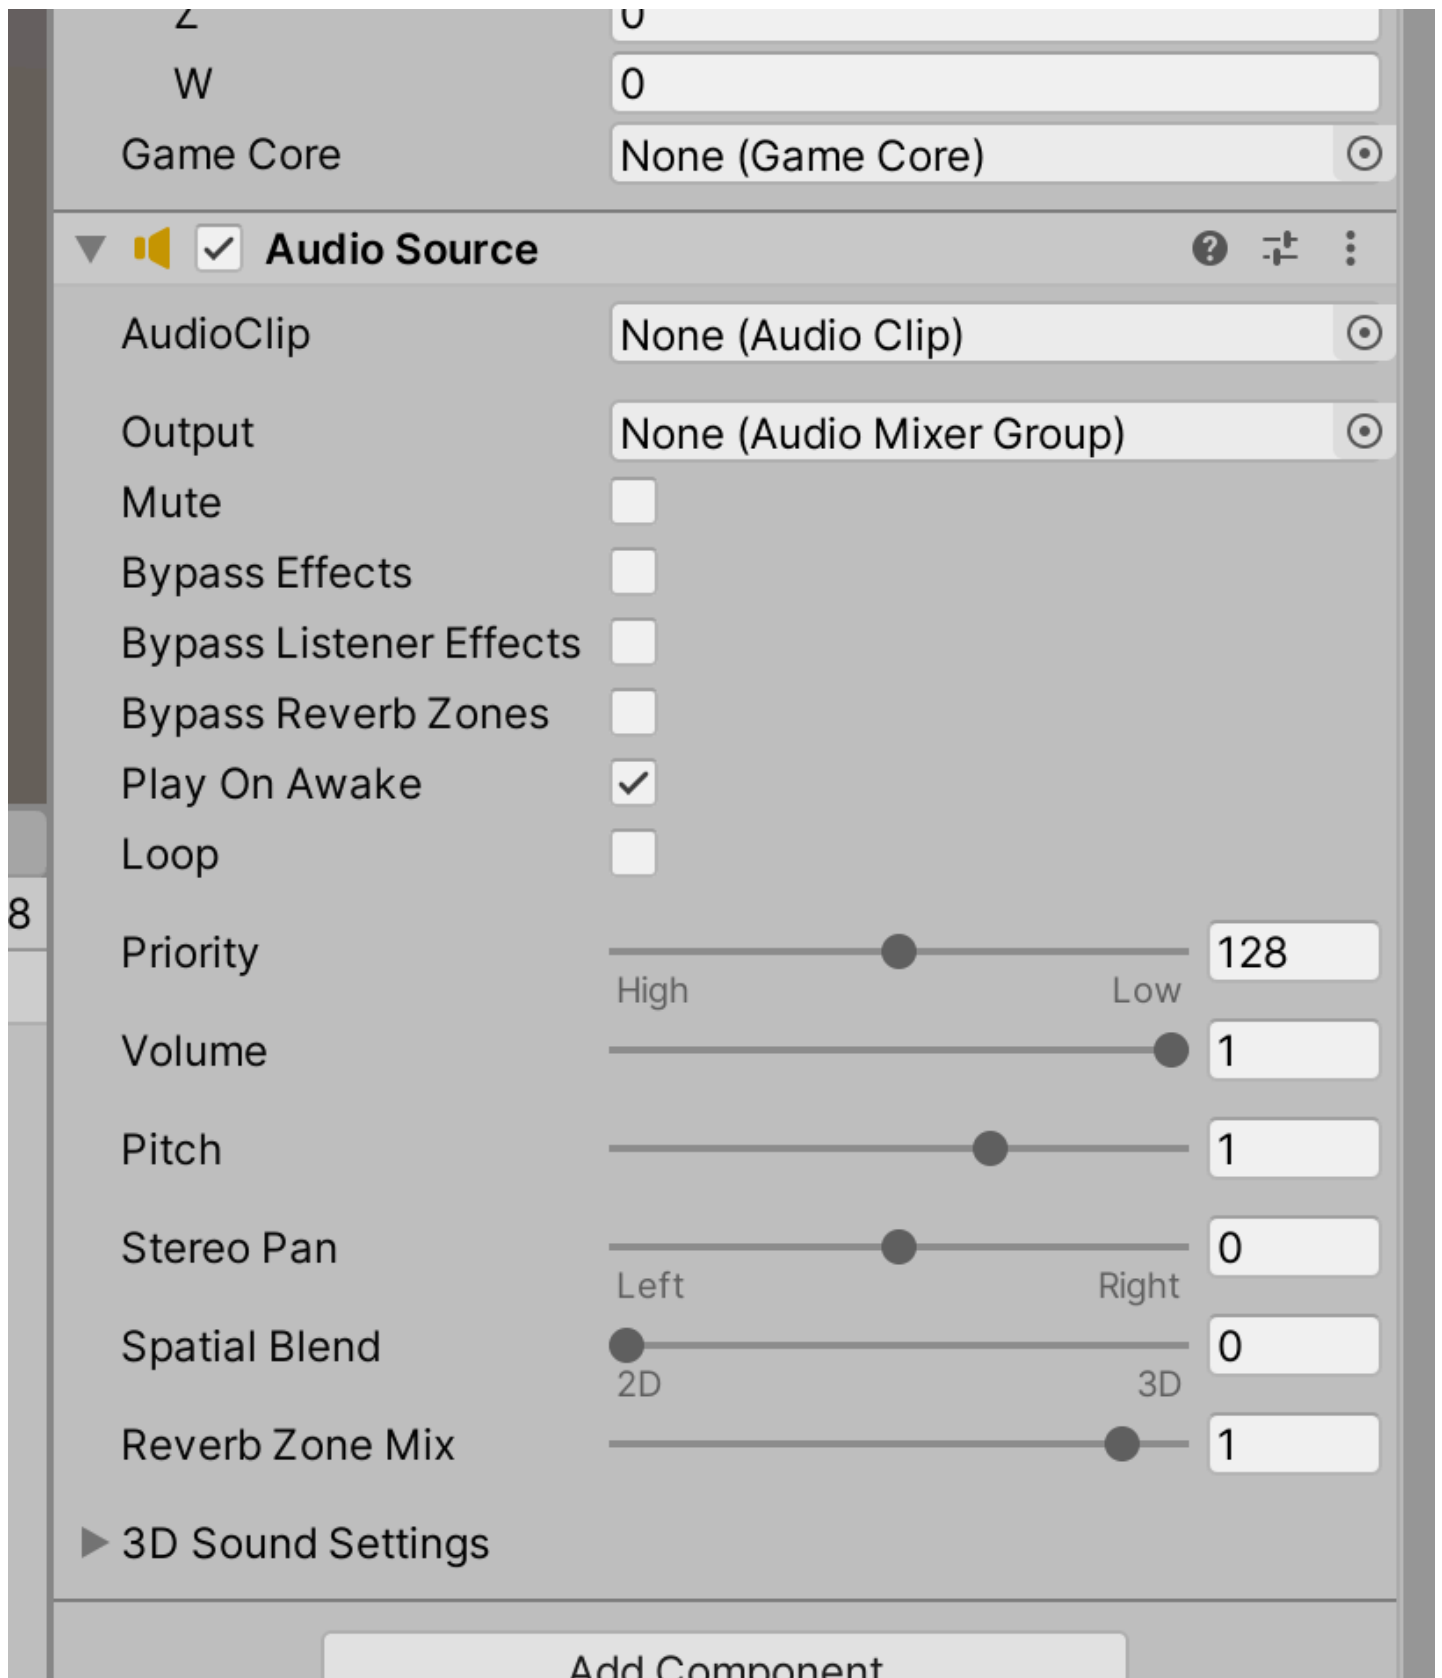 Z 0
W 0
Game Core None (Game Core)
Audio Source
AudioClip None (Audio Clip)
Output None (Audio Mixer Group)
Mute
Bypass Effects
Bypass Listener Effects
Bypass Reverb Zones
Play On Awake
Loop
8
Priority 128
High Low
Volume 1
Pitch 1
Stereo Pan 0
Left Right
Spatial Blend 0
2D 3D
Reverb Zone Mix 1
3D Sound Settings
Add Component